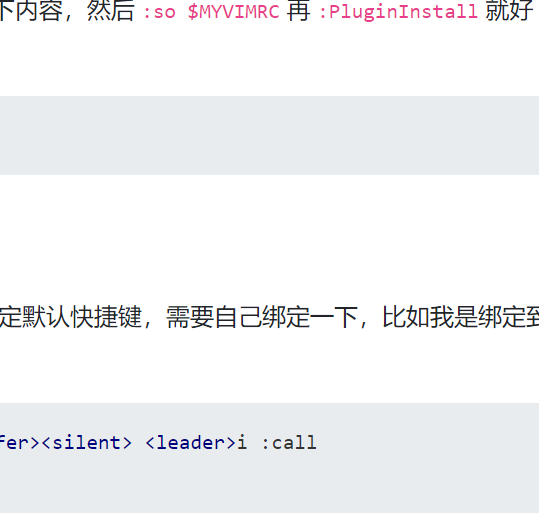 下内容，然后 :so $MYVIMRC 再 :PluginInstall 就好
定默认快捷键，需要自己绑定一下，比如我是绑定到
fer><silent> <leader>i :call